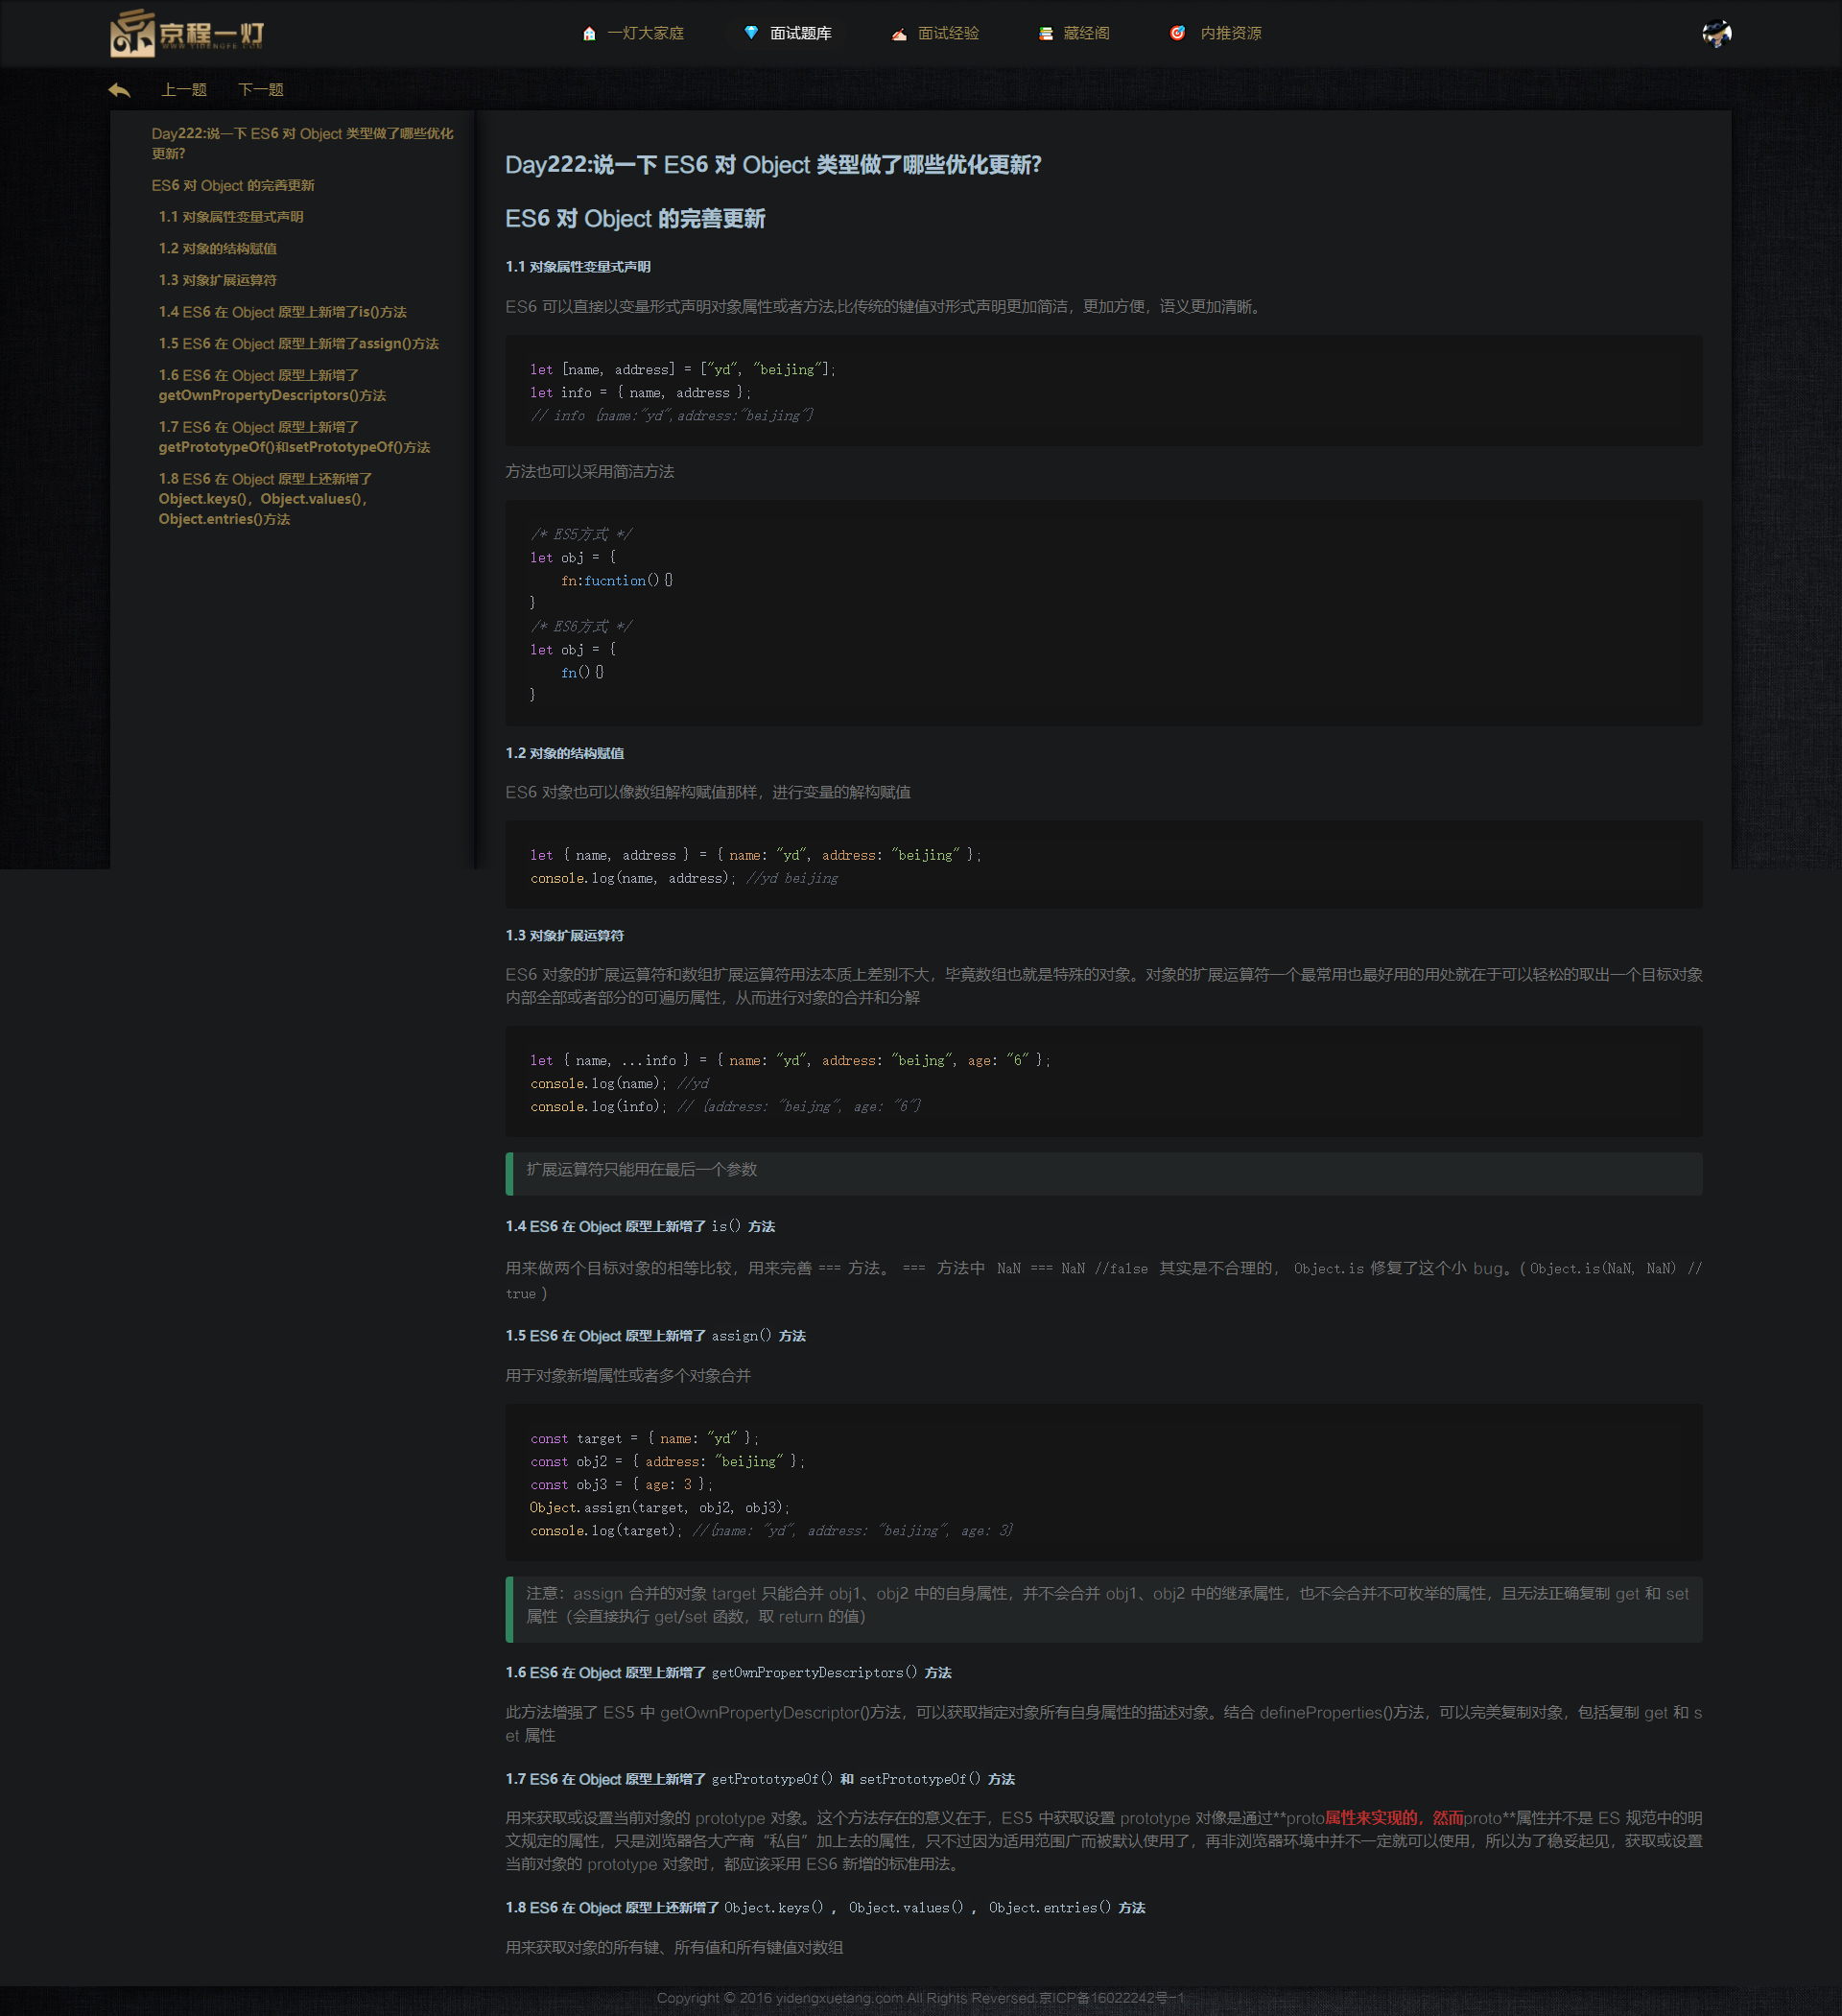 京程一灯
WWW.YIDENGFE.COM
一灯大家庭
面试题库
面试经验
藏经阁
内推资源
上一题
下一题
Day222:说一下 ES6 对 Object 类型做了哪些优化
更新?
ES6 对 Object 的完善更新
1.1 对象属性变量式声明
1.2 对象的结构赋值
1.3 对象扩展运算符
1.4 ES6 在 Object 原型上新增了is()方法
1.5 ES6 在 Object 原型上新增了assign()方法
1.6 ES6 在 Object 原型上新增了
getOwnPropertyDescriptors()方法
1.7 ES6 在 Object 原型上新增了
getPrototypeOf()和setPrototypeOf()方法
1.8 ES6 在 Object 原型上还新增了
Object.keys()，Object.values()，
Object.entries()方法
Day222:说一下 ES6 对 Object 类型做了哪些优化更新?
ES6 对 Object 的完善更新
1.1 对象属性变量式声明
ES6 可以直接以变量形式声明对象属性或者方法,比传统的键值对形式声明更加简洁，更加方便，语义更加清晰。
let [name, address] = ["yd", "beijing"];
let info = { name, address };
// info {name:"yd",address:"beijing"}
方法也可以采用简洁方法
/* ES5方式 */
let obj = {
    fn:fucntion(){}
}
/* ES6方式 */
let obj = {
    fn(){}
}
1.2 对象的结构赋值
ES6 对象也可以像数组解构赋值那样，进行变量的解构赋值
let { name, address } = { name: "yd", address: "beijing" };
console.log(name, address); //yd beijing
1.3 对象扩展运算符
ES6 对象的扩展运算符和数组扩展运算符用法本质上差别不大，毕竟数组也就是特殊的对象。对象的扩展运算符一个最常用也最好用的用处就在于可以轻松的取出一个目标对象
内部全部或者部分的可遍历属性，从而进行对象的合并和分解
let { name, ...info } = { name: "yd", address: "beijng", age: "6" };
console.log(name); //yd
console.log(info); // {address: "beijng", age: "6"}
扩展运算符只能用在最后一个参数
1.4 ES6 在 Object 原型上新增了 is() 方法
用来做两个目标对象的相等比较，用来完善 === 方法。 === 方法中 NaN === NaN //false 其实是不合理的， Object.is 修复了这个小 bug。( Object.is(NaN, NaN) //
true )
1.5 ES6 在 Object 原型上新增了 assign() 方法
用于对象新增属性或者多个对象合并
const target = { name: "yd" };
const obj2 = { address: "beijing" };
const obj3 = { age: 3 };
Object.assign(target, obj2, obj3);
console.log(target); //{name: "yd", address: "beijing", age: 3}
注意：assign 合并的对象 target 只能合并 obj1、obj2 中的自身属性，并不会合并 obj1、obj2 中的继承属性，也不会合并不可枚举的属性，且无法正确复制 get 和 set
属性（会直接执行 get/set 函数，取 return 的值）
1.6 ES6 在 Object 原型上新增了 getOwnPropertyDescriptors() 方法
此方法增强了 ES5 中 getOwnPropertyDescriptor()方法，可以获取指定对象所有自身属性的描述对象。结合 defineProperties()方法，可以完美复制对象，包括复制 get 和 s
et 属性
1.7 ES6 在 Object 原型上新增了 getPrototypeOf() 和 setPrototypeOf() 方法
用来获取或设置当前对象的 prototype 对象。这个方法存在的意义在于，ES5 中获取设置 prototype 对像是通过**proto属性来实现的，然而proto**属性并不是 ES 规范中的明
文规定的属性，只是浏览器各大产商“私自”加上去的属性，只不过因为适用范围广而被默认使用了，再非浏览器环境中并不一定就可以使用，所以为了稳妥起见，获取或设置
当前对象的 prototype 对象时，都应该采用 ES6 新增的标准用法。
1.8 ES6 在 Object 原型上还新增了 Object.keys() ， Object.values() ， Object.entries() 方法
用来获取对象的所有键、所有值和所有键值对数组
Copyright © 2016 yidengxuetang.com All Rights Reversed.京ICP备16022242号-1